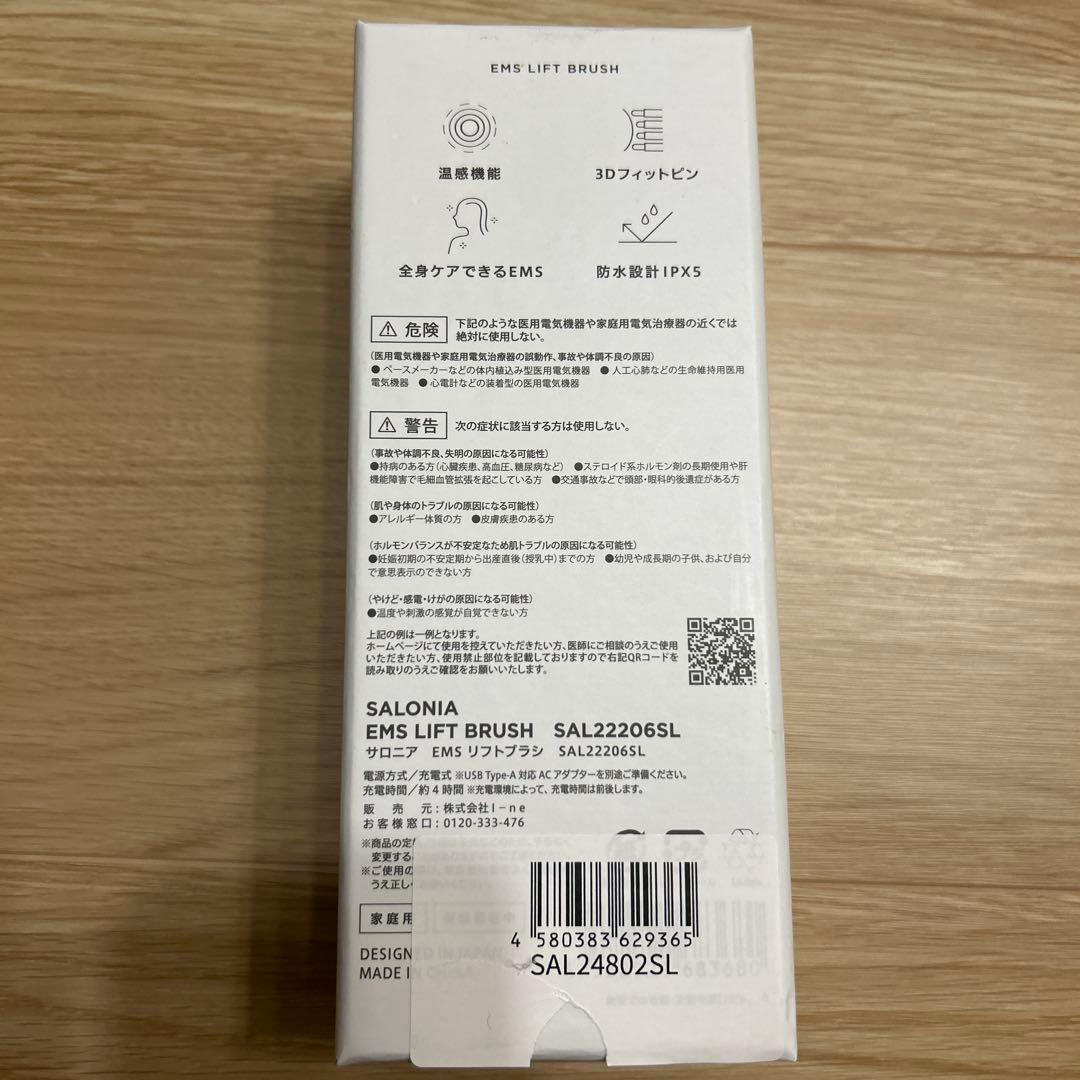 EMS LIFT BRUSH
温感機能
3Dフィットピン
全身ケアできるEMS
防水設計IPX5
⚠ 危険 下記のような医用電気機器や家庭用電気治療器の近くでは
絶対に使用しない。
(医用電気機器や家庭用電気治療器の誤動作、事故や体調不良の原因)
●ペースメーカーなどの体内植込み型医用電気機器 ●人工心肺などの生命維持用医用
電気機器 ●心電計などの装着型の医用電気機器
⚠ 警告 次の症状に該当する方は使用しない。
(事故や体調不良、失明の原因になる可能性)
●持病のある方(心臓疾患、高血圧、糖尿病など) ●ステロイド系ホルモン剤の長期使用や肝
機能障害で毛細血管拡張を起こしている方 ●交通事故などで頭部・眼科的後遺症がある方
(肌や身体のトラブルの原因になる可能性)
●アレルギー体質の方 ●皮膚疾患のある方
(ホルモンバランスが不安定なため肌トラブルの原因になる可能性)
●妊娠初期の不安定期から出産直後(授乳中)までの方 ●幼児や成長期の子供、および自分
で意思表示のできない方
(やけど・感電・けがの原因になる可能性)
●温度や刺激の感覚が自覚できない方
上記の例は一例となります。
ホームページにて使用を控えていただきたい方、医師にご相談のうえご使用
いただきたい方、使用禁止部位を記載しておりますので右記QRコードを
読み取りのうえご確認をお願いいたします。
SALONIA
EMS LIFT BRUSH SAL22206SL
サロニア EMS リフトブラシ SAL22206SL
電源方式/充電式 ※USB Type-A 対応 AC アダプターを別途ご準備ください。
充電時間/約4時間 ※充電環境によって、充電時間は前後します。
販売元:株式会社I-ne
お客様窓口:0120-333-476
※商品の定
変更する
※ご使用の
うえ正し
家庭用
DESIGNED IN JAPAN
MADE IN CHINA
4 580383 629365
SAL24802SL
683680